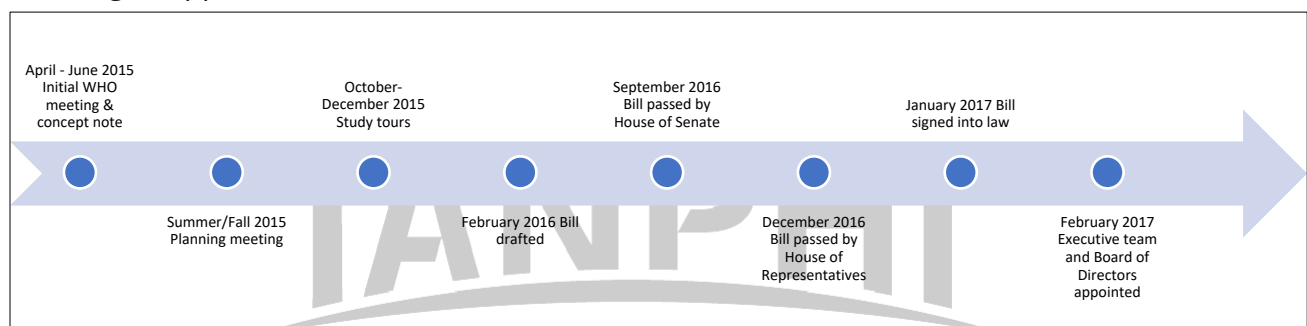 April - June 2015
Initial WHO
meeting &
concept note
Summer/Fall 2015
Planning meeting
October-
December 2015
Study tours
February 2016 Bill
drafted
September 2016
Bill passed by
House of Senate
December 2016
Bill passed by
House of
Representatives
January 2017 Bill
signed into law
February 2017
Executive team
and Board of
Directors
appointed
IANPHI